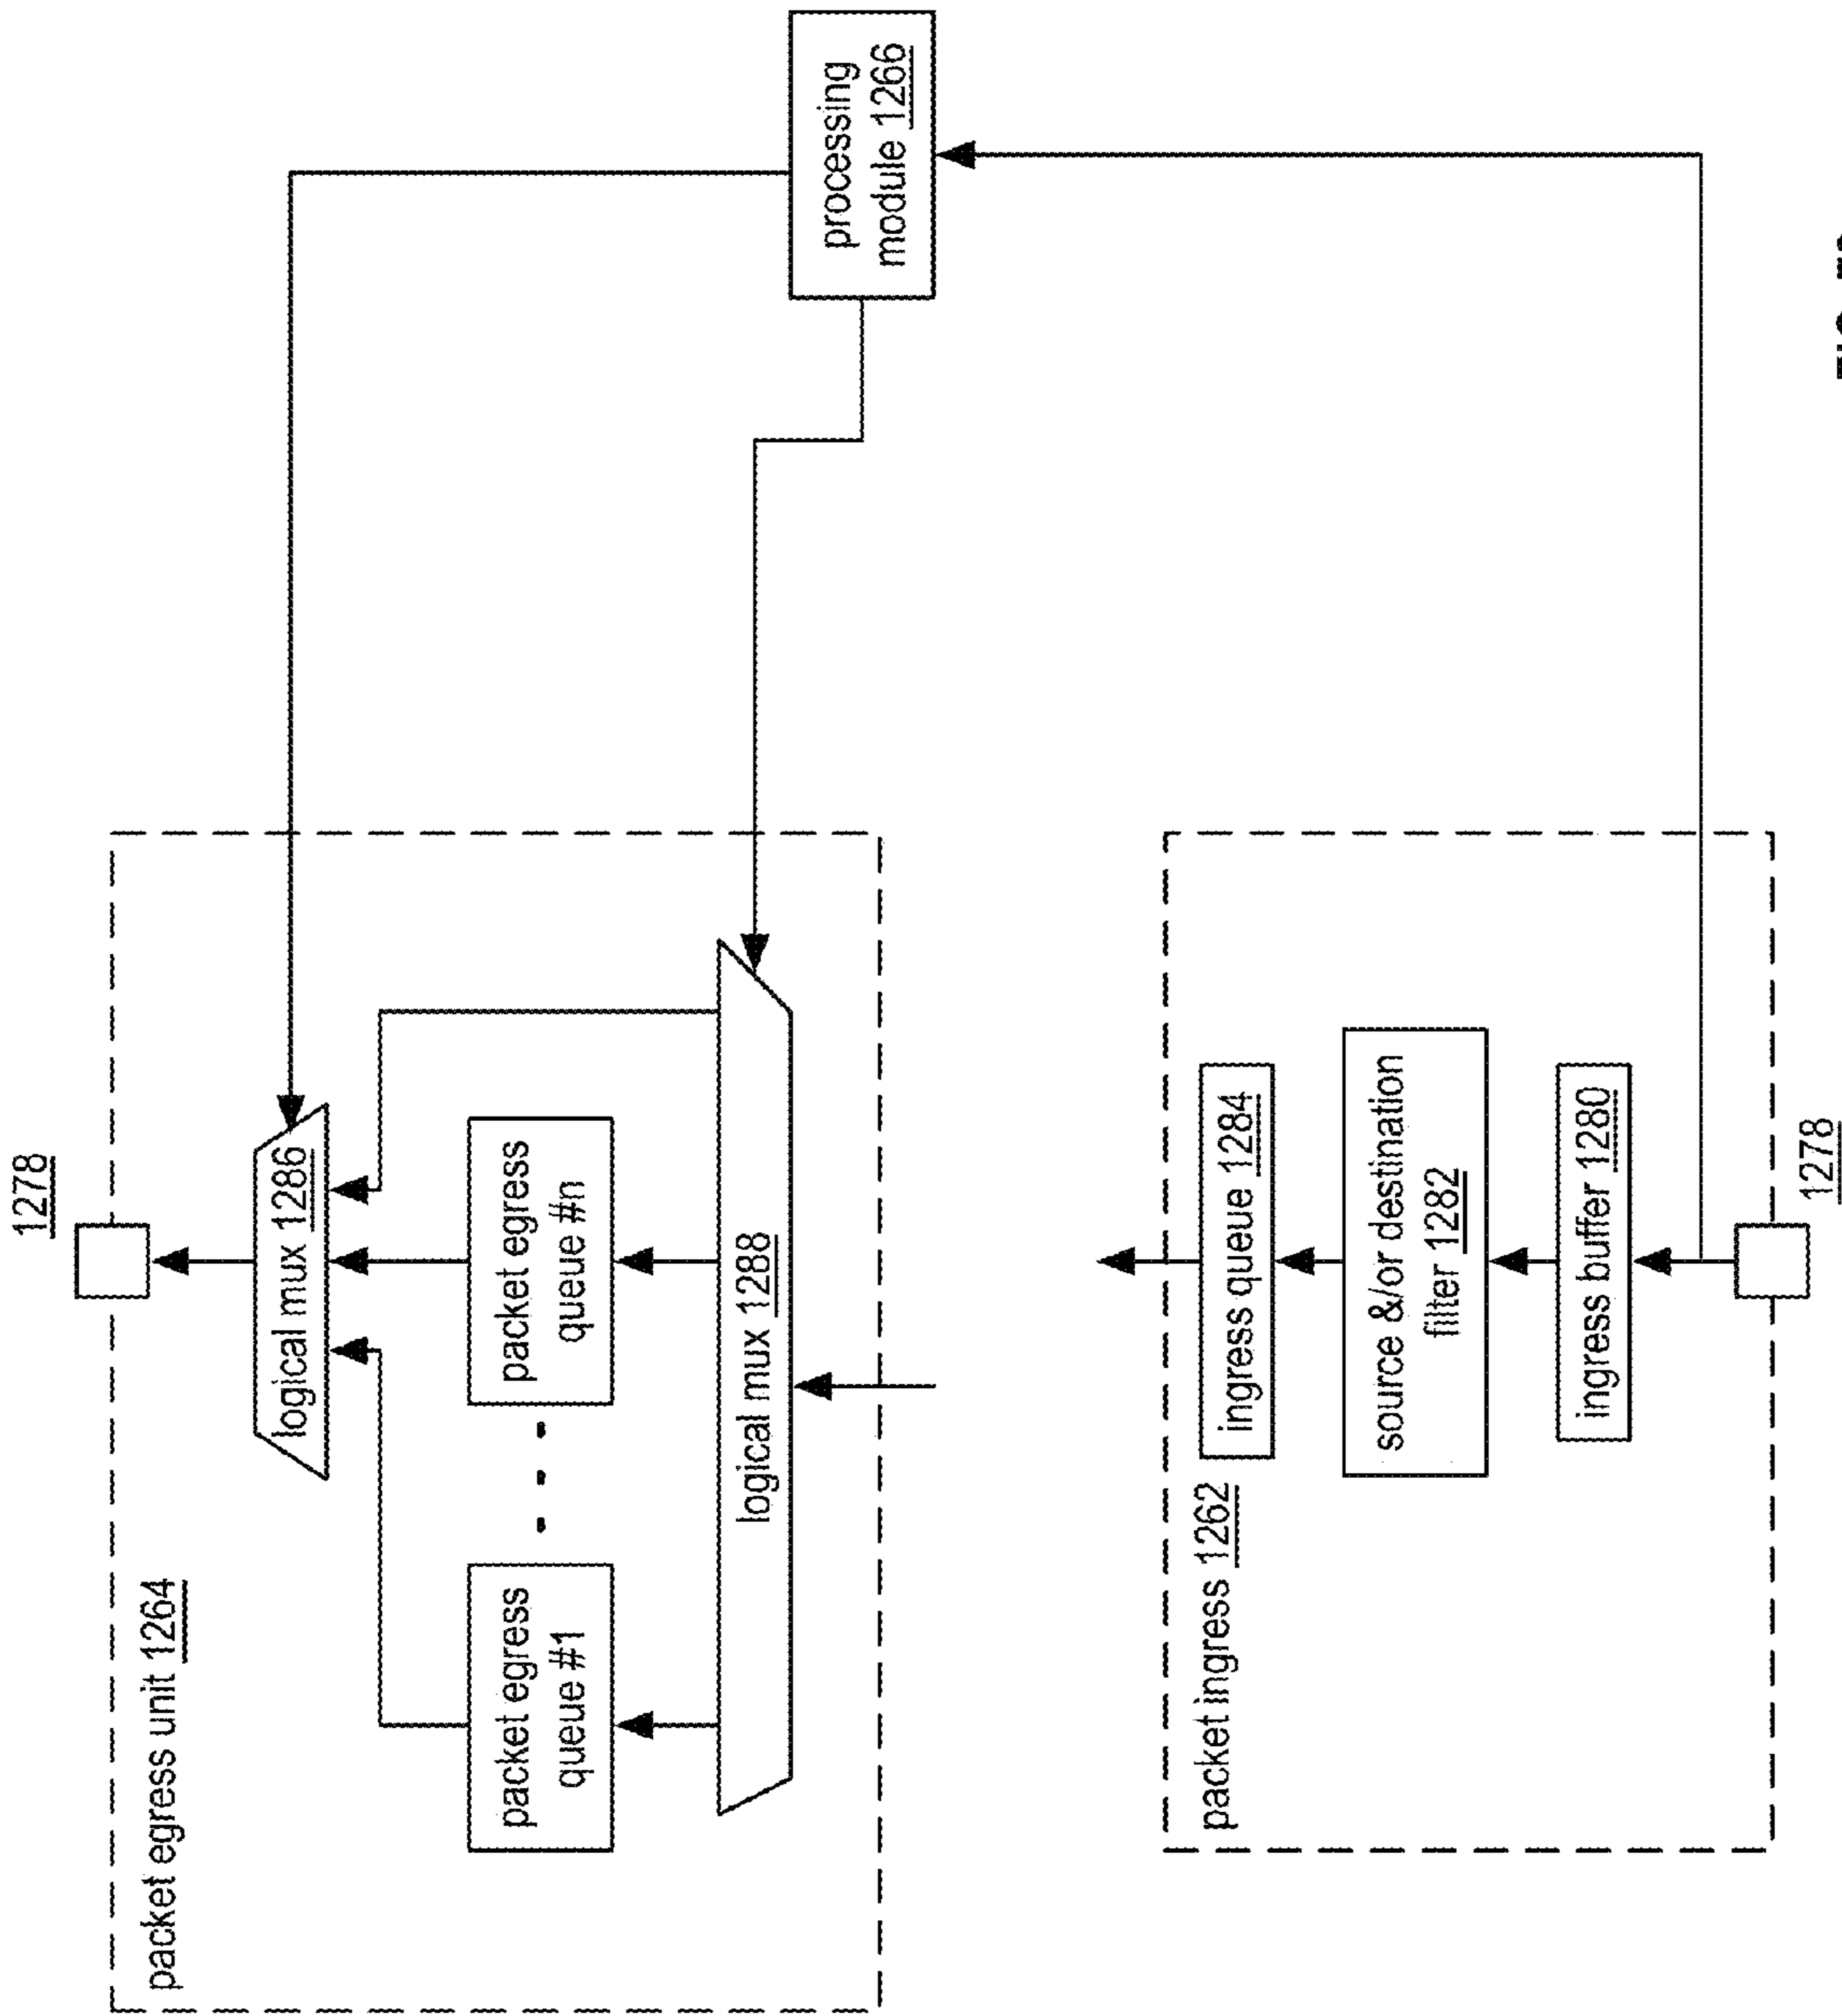 1278
packet egress unit 1264
logical mux 1286
packet egress
queue #1
packet egress
queue #n
logical mux 1288
processing
module 1266
packet ingress 1262
ingress queue 1284
source &/or destination
filter 1282
ingress buffer 1280
1278